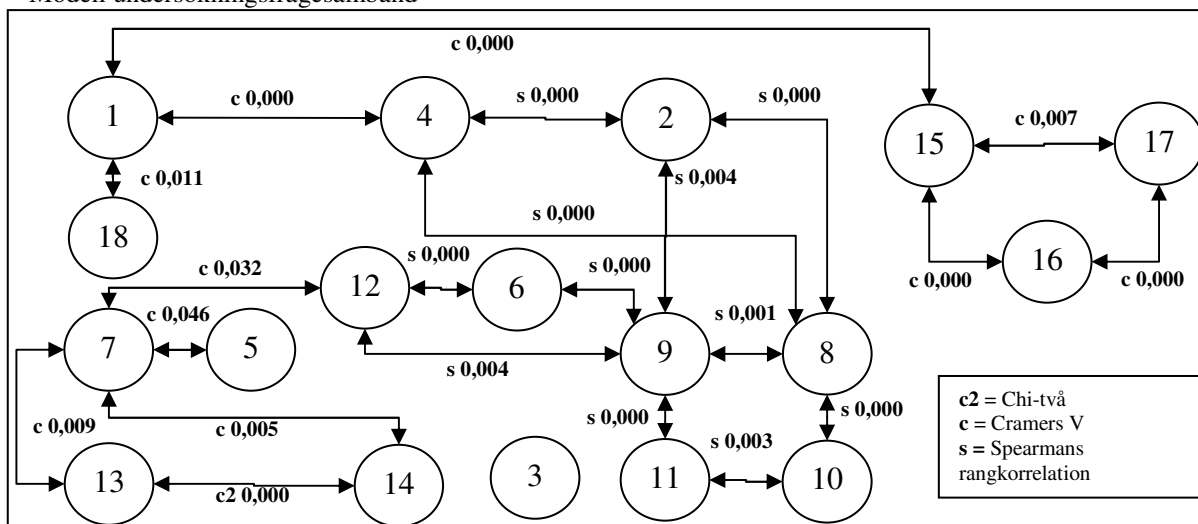 Modell undersökningsfrågesamband
c 0,000
1
c 0,000
4
s 0,000
2
s 0,000
15
c 0,007
17
c 0,011
s 0,004
s 0,000
18
16
c 0,000
c 0,000
c 0,032
12
s 0,000
6
s 0,000
c 0,046
7
5
s 0,004
9
s 0,001
8
c 0,009
c 0,005
s 0,000
s 0,000
13
c2 0,000
14
3
11
s 0,003
10
c2 = Chi-två
c = Cramers V
s = Spearmans
rangkorrelation